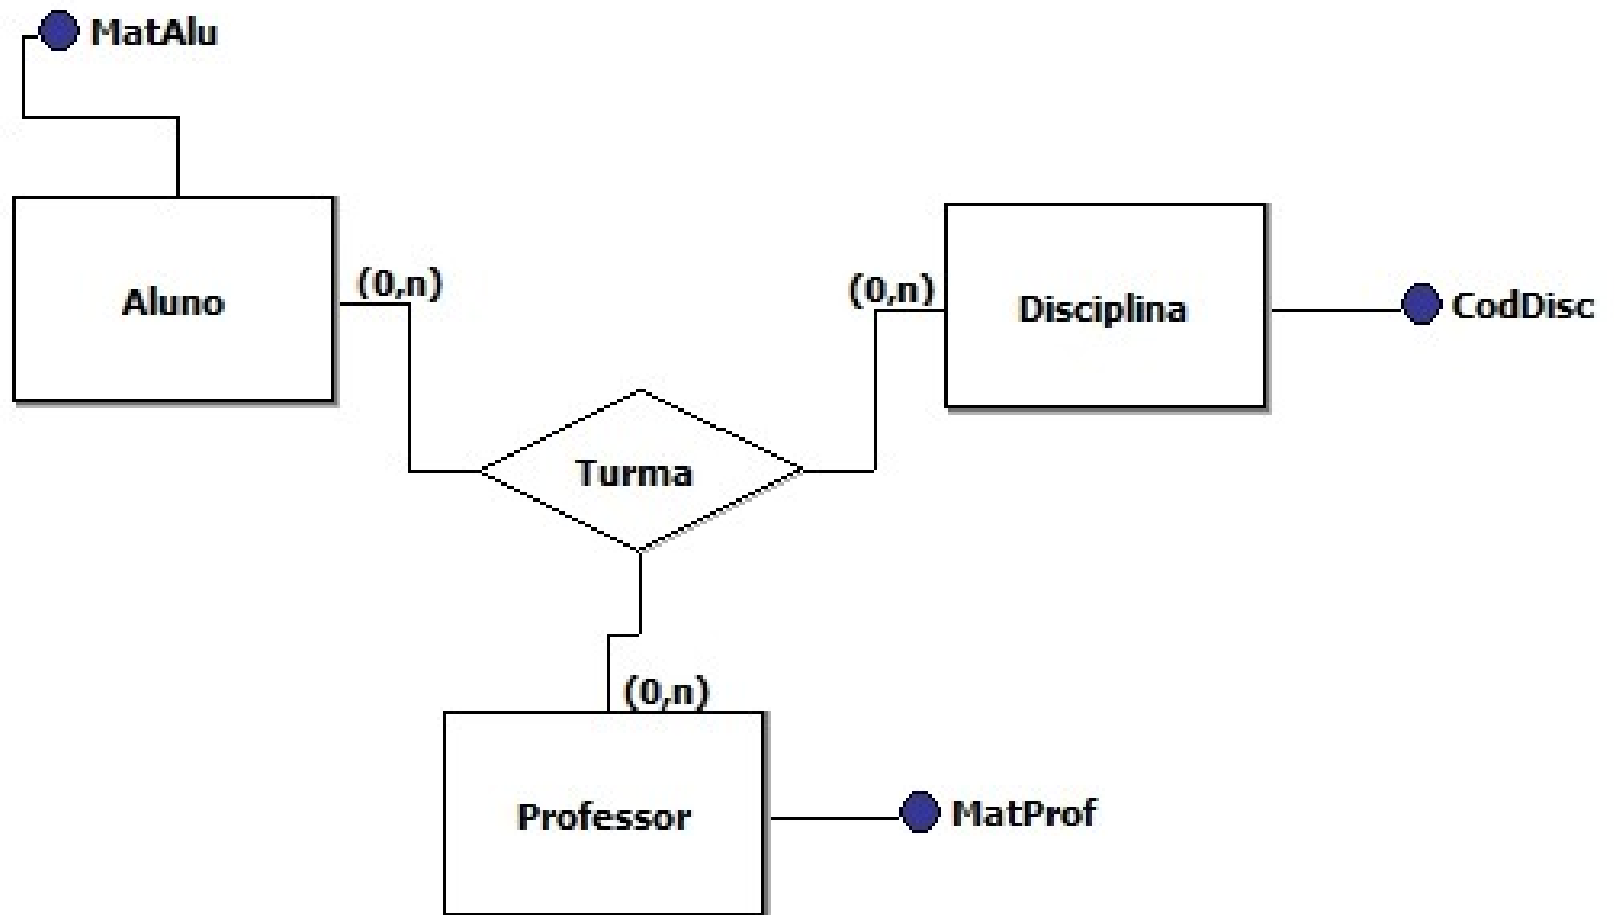 MatAlu
Aluno
(0,n)
(0,n)
Disciplina
CodDisc
Turma
(0,n)
Professor
MatProf